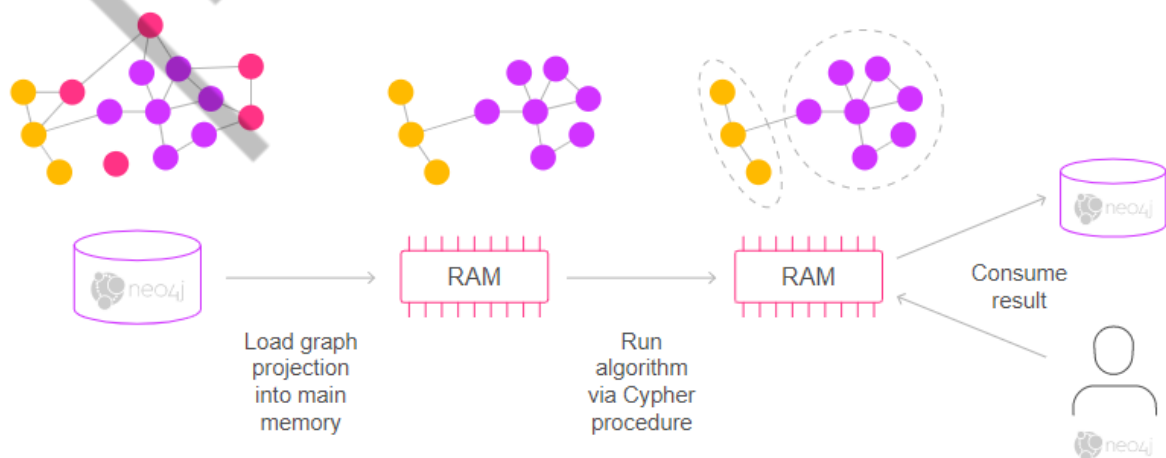 neo4j
neo4j
RAM
RAM
Consume
result
Load graph
projection
into main
memory
Run
algorithm
via Cypher
procedure
neo4j